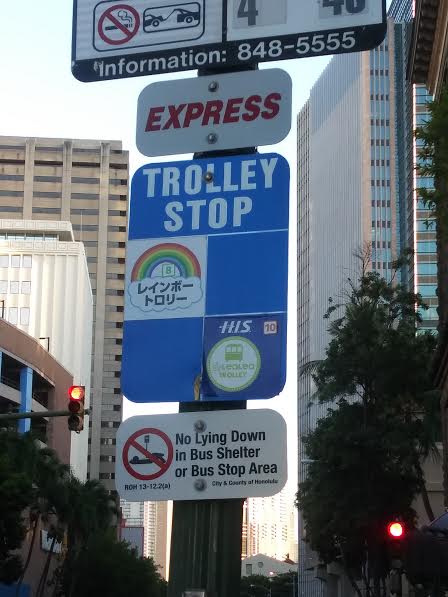 4
40
Information: 848-5555
EXPRESS
TROLLEY
STOP
8
レインボー
トロリー
HIS
10
LeaLea
TROLLEY
No Lying Down
in Bus Shelter
or Bus Stop Area
ROH 13-12.2(a)
City & County of Honolulu